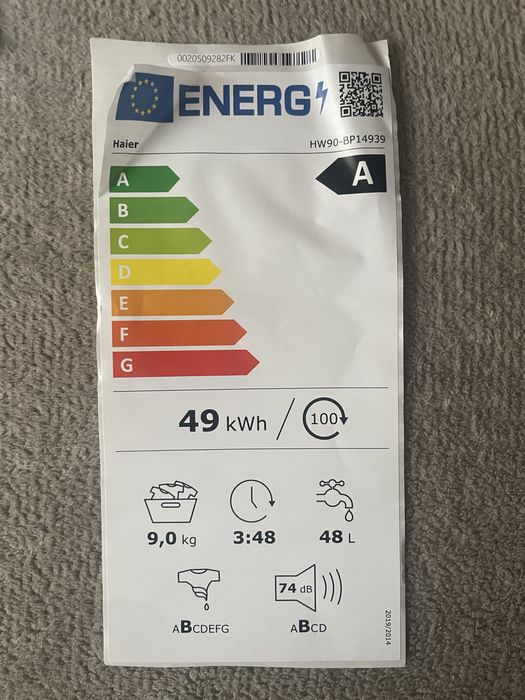 0020509282FK
ENERG
Haier
HW90-BP14939
A
A
B
C
D
E
F
G
49 kWh / 100
9,0 kg
3:48
48 L
74 dB
ABCDEFG
ABCD
2019/2014